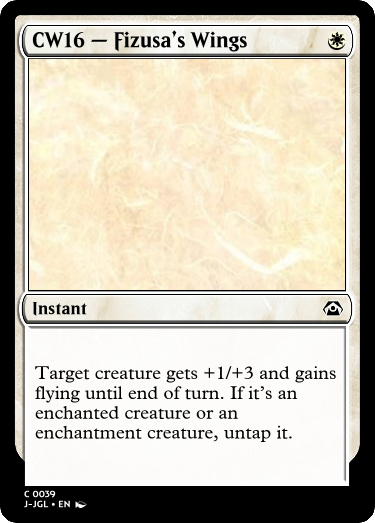 CW16 — Fizusa's Wings
Instant
Target creature gets +1/+3 and gains
flying until end of turn. If it's an
enchanted creature or an
enchantment creature, untap it.
C 0039
J-JGL • EN